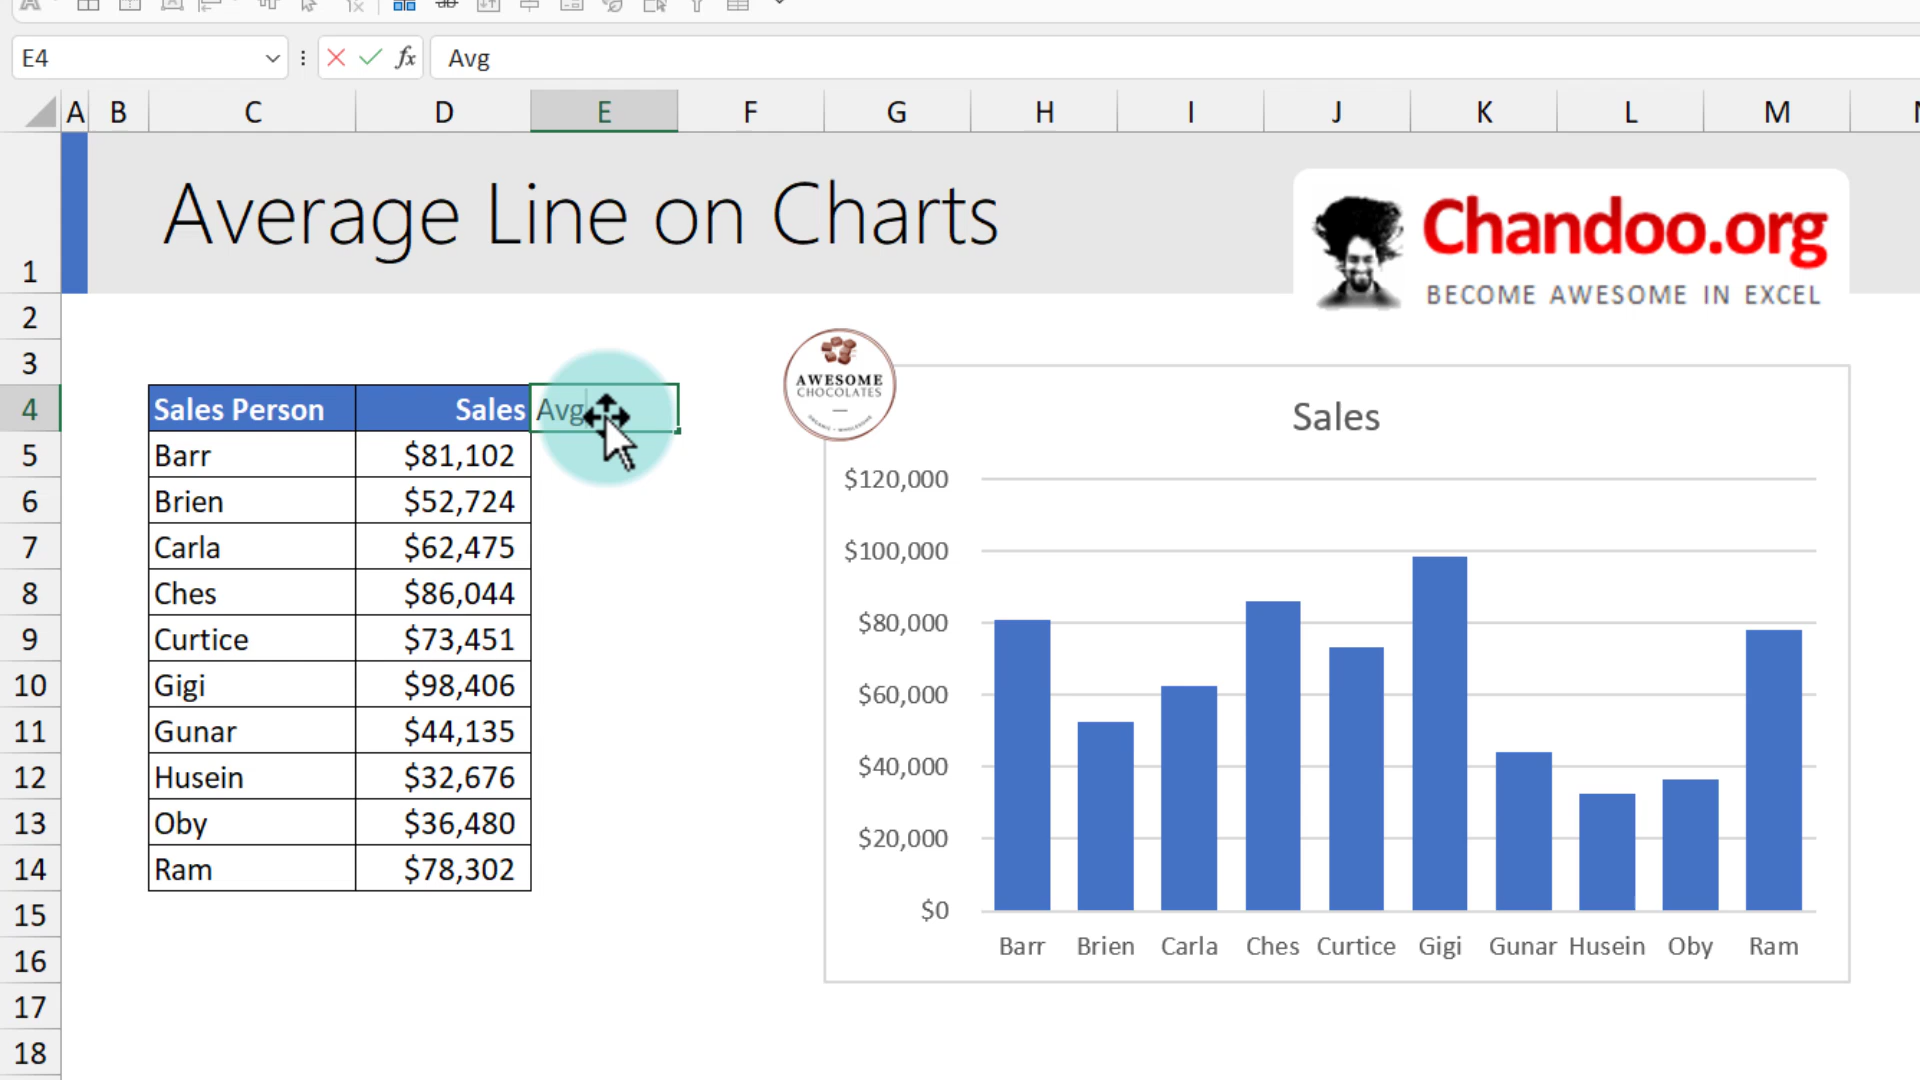 E4
fx
Avg
A B C D E F G H I J K L M
1
Average Line on Charts
Chandoo.org
BECOME AWESOME IN EXCEL
2
3
4 Sales Person Sales Avg
5 Barr $81,102
6 Brien $52,724
7 Carla $62,475
8 Ches $86,044
9 Curtice $73,451
10 Gigi $98,406
11 Gunar $44,135
12 Husein $32,676
13 Oby $36,480
14 Ram $78,302
15
16
17
18
AWESOME
CHOCOLATES
Sales
$120,000
$100,000
$80,000
$60,000
$40,000
$20,000
$0
Barr Brien Carla Ches Curtice Gigi Gunar Husein Oby Ram